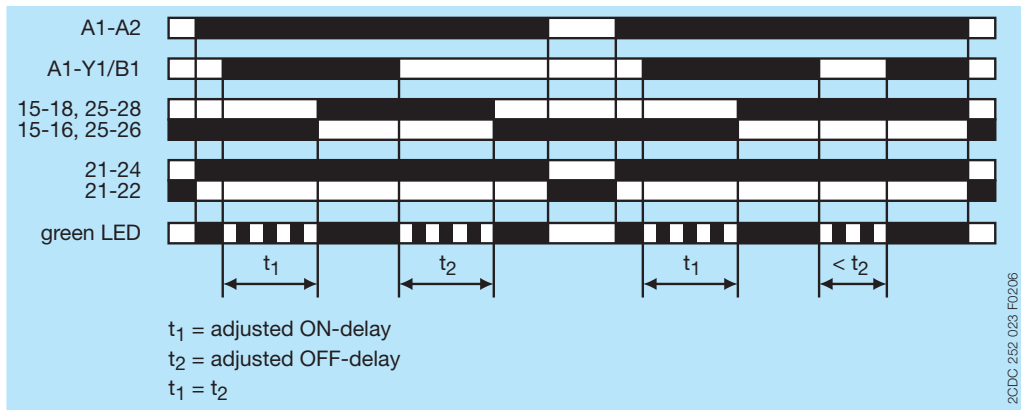 A1-A2
A1-Y1/B1
15-18, 25-28
15-16, 25-26
21-24
21-22
green LED
t1 t2 t1 < t2
t1 = adjusted ON-delay
t2 = adjusted OFF-delay
t1 = t2
2CDC 252 023 F0206